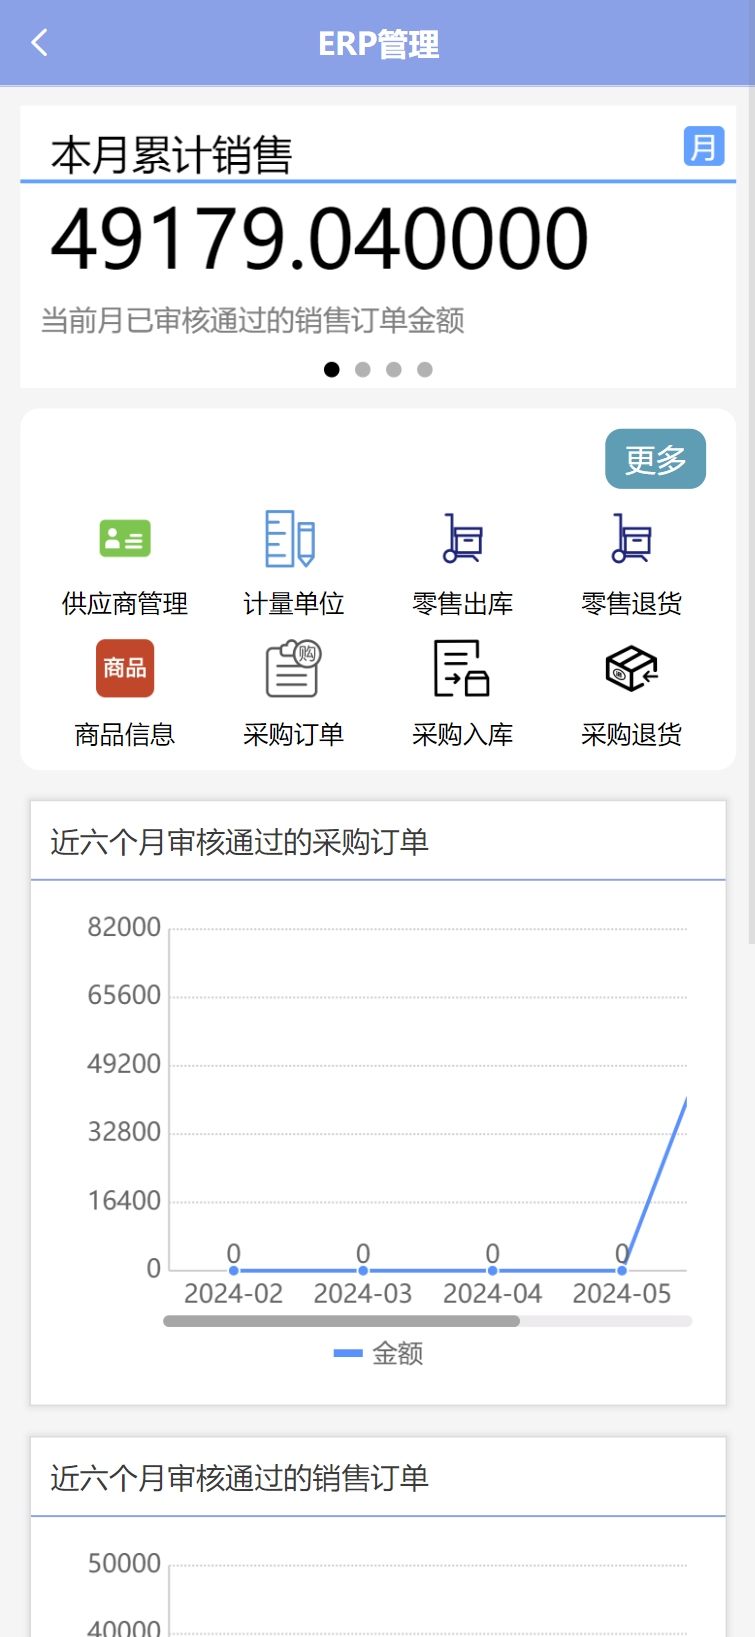 ERP管理
本月累计销售 月
49179.040000
当前月已审核通过的销售订单金额
更多
供应商管理 计量单位 零售出库 零售退货
商品 购
商品信息 采购订单 采购入库 采购退货
近六个月审核通过的采购订单
82000
65600
49200
32800
16400
0 0 0 0
0
2024-02 2024-03 2024-04 2024-05
金额
近六个月审核通过的销售订单
50000
40000